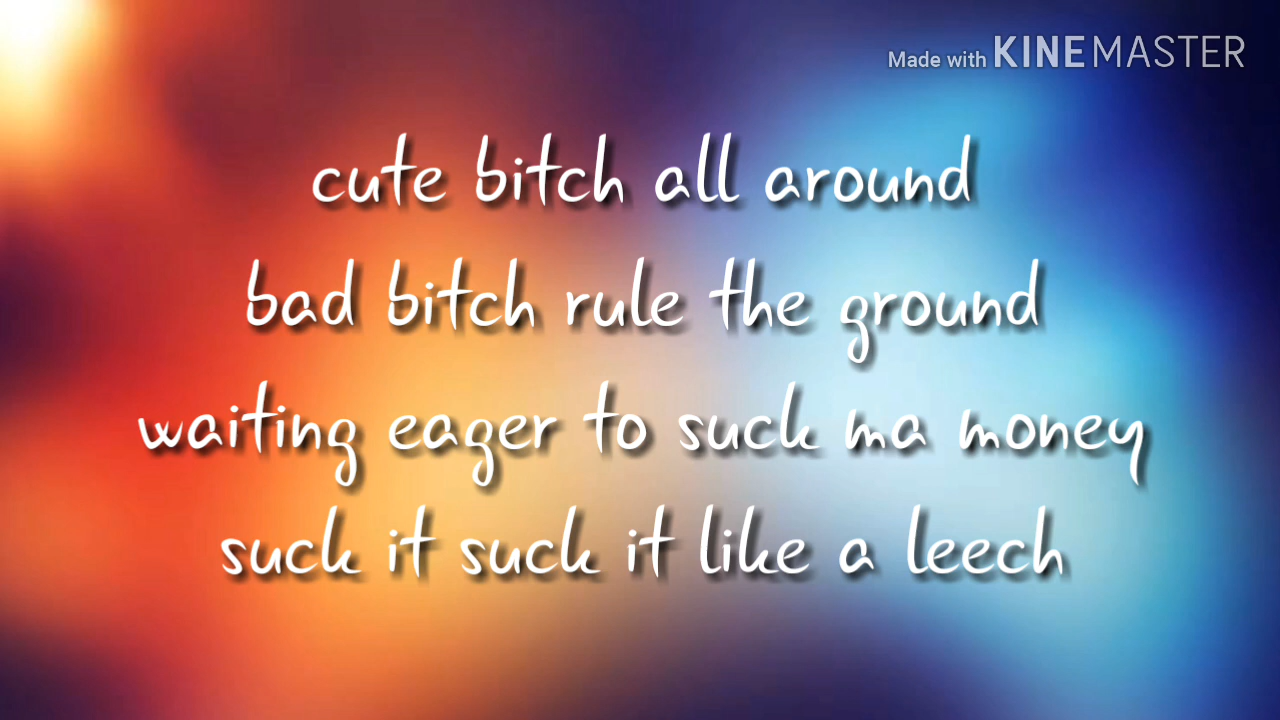 Made with KINEMASTER
cute bitch all around
bad bitch rule the ground
waiting eager to suck ma money
suck it suck it like a leech